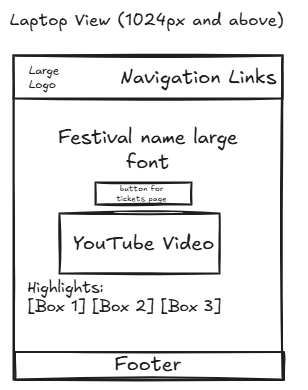 Laptop View (1024px and above)
Large
Logo
Navigation Links
Festival name large
font
button for
tickets page
YouTube Video
Highlights:
[Box 1] [Box 2] [Box 3]
Footer